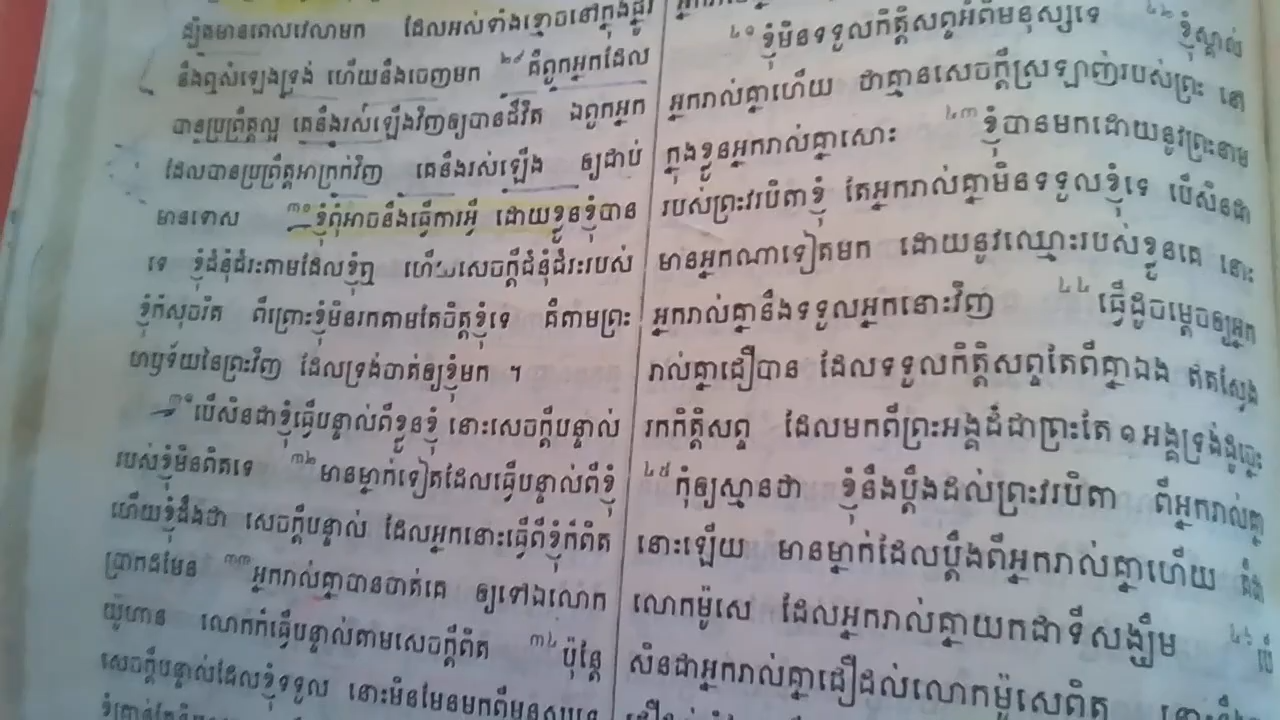 ដ្បិតមានពេលវេលាមក ដែលអស់ទាំងខ្មោចនៅក្នុងផ្នូរ
នឹងឮសំឡេងទ្រង់ ហើយនឹងចេញមក ២៩ គឺពួកអ្នកដែល
បានប្រព្រឹត្តល្អ គេនឹងរស់ឡើងវិញឲ្យបានជីវិត ឯពួកអ្នក
ដែលបានប្រព្រឹត្តអាក្រក់វិញ គេនឹងរស់ឡើង ឲ្យជាប់
មានទោស ៣០ ខ្ញុំពុំអាចនឹងធ្វើការអ្វី ដោយខ្លួនខ្ញុំបាន
ទេ ខ្ញុំជំនុំជំរះតាមដែលខ្ញុំឮ ហើយសេចក្ដីជំនុំជំរះរបស់
ខ្ញុំក៏សុចរិត ពីព្រោះខ្ញុំមិនរកតាមតែចិត្តខ្ញុំទេ គឺតាមព្រះ
ហឫទ័យនៃព្រះវិញ ដែលទ្រង់ចាត់ឲ្យខ្ញុំមក ។
៣១ បើសិនជាខ្ញុំធ្វើបន្ទាល់ពីខ្លួនខ្ញុំ នោះសេចក្ដីបន្ទាល់
របស់ខ្ញុំមិនពិតទេ ៣២ មានម្នាក់ទៀតដែលធ្វើបន្ទាល់ពីខ្ញុំ
ហើយខ្ញុំដឹងថា សេចក្ដីបន្ទាល់ ដែលអ្នកនោះធ្វើពីខ្ញុំក៏ពិត
ប្រាកដមែន ៣៣ អ្នករាល់គ្នាបានចាត់គេ ឲ្យទៅឯលោក
យ៉ូហាន លោកក៏ធ្វើបន្ទាល់តាមសេចក្ដីពិត ៣៤ ប៉ុន្តែ
សេចក្ដីបន្ទាល់ដែលខ្ញុំទទួល នោះមិនមែនមកពីមនុស្សទេ
៤១ ខ្ញុំមិនទទួលកិត្តិសព្ទអំពីមនុស្សទេ ៤២ ខ្ញុំស្គាល់
អ្នករាល់គ្នាហើយ ថាគ្មានសេចក្ដីស្រឡាញ់របស់ព្រះ នៅ
ក្នុងខ្លួនអ្នករាល់គ្នាសោះ ៤៣ ខ្ញុំបានមកដោយនូវព្រះនាម
របស់ព្រះវរបិតាខ្ញុំ តែអ្នករាល់គ្នាមិនទទួលខ្ញុំទេ បើសិនជា
មានអ្នកណាទៀតមក ដោយនូវឈ្មោះរបស់ខ្លួនគេ នោះ
អ្នករាល់គ្នានឹងទទួលអ្នកនោះវិញ ៤៤ ធ្វើដូចម្ដេចឲ្យអ្នក
រាល់គ្នាជឿបាន ដែលទទួលកិត្តិសព្ទតែពីគ្នាឯង ឥតស្វែង
រកកិត្តិសព្ទ ដែលមកពីព្រះអង្គដ៏ជាព្រះតែ ១ អង្គទ្រង់ដូច្នេះ
៤៥ កុំឲ្យស្មានថា ខ្ញុំនឹងប្ដឹងដល់ព្រះវរបិតា ពីអ្នករាល់គ្នា
នោះឡើយ មានម្នាក់ដែលប្ដឹងពីអ្នករាល់គ្នាហើយ គឺជា
លោកម៉ូសេ ដែលអ្នករាល់គ្នាយកជាទីសង្ឃឹម ៤៦ បើ
សិនជាអ្នករាល់គ្នាជឿដល់លោកម៉ូសេពិត